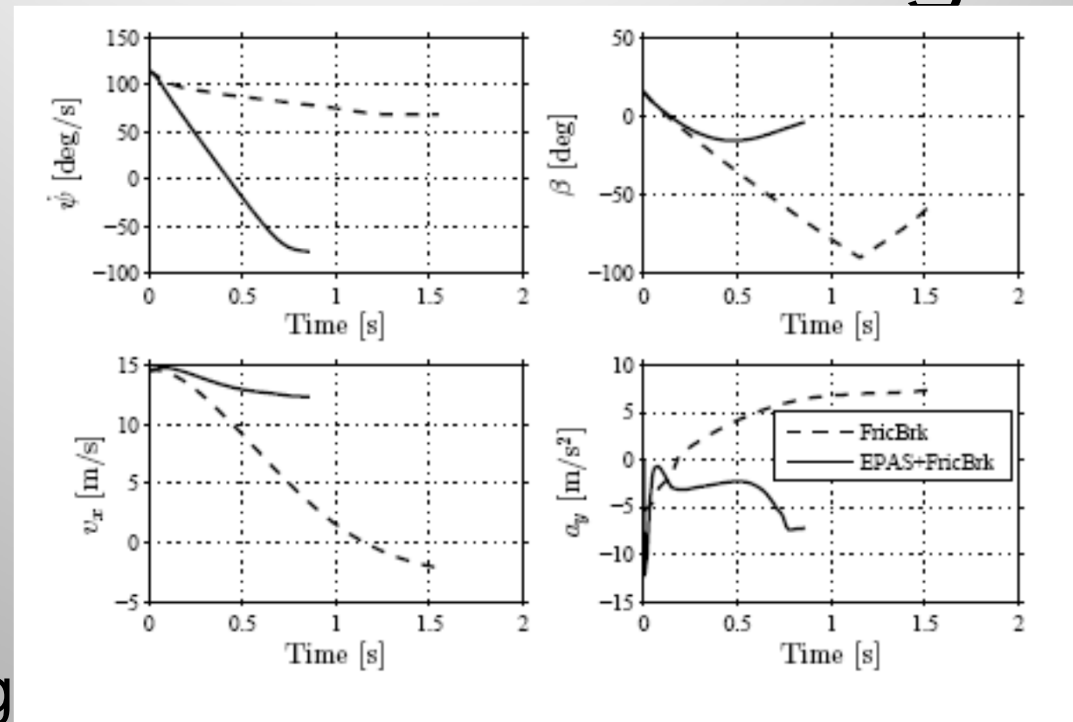 150
100
50
0
−50
−100
ψ̇ [deg/s]
0 0.5 1 1.5 2
Time [s]
50
0
−50
−100
β [deg]
0 0.5 1 1.5 2
Time [s]
15
10
5
0
−5
v_x [m/s]
0 0.5 1 1.5 2
Time [s]
10
5
0
−5
−10
−15
a_y [m/s²]
FricBrk
EPAS+FricBrk
0 0.5 1 1.5 2
Time [s]
g